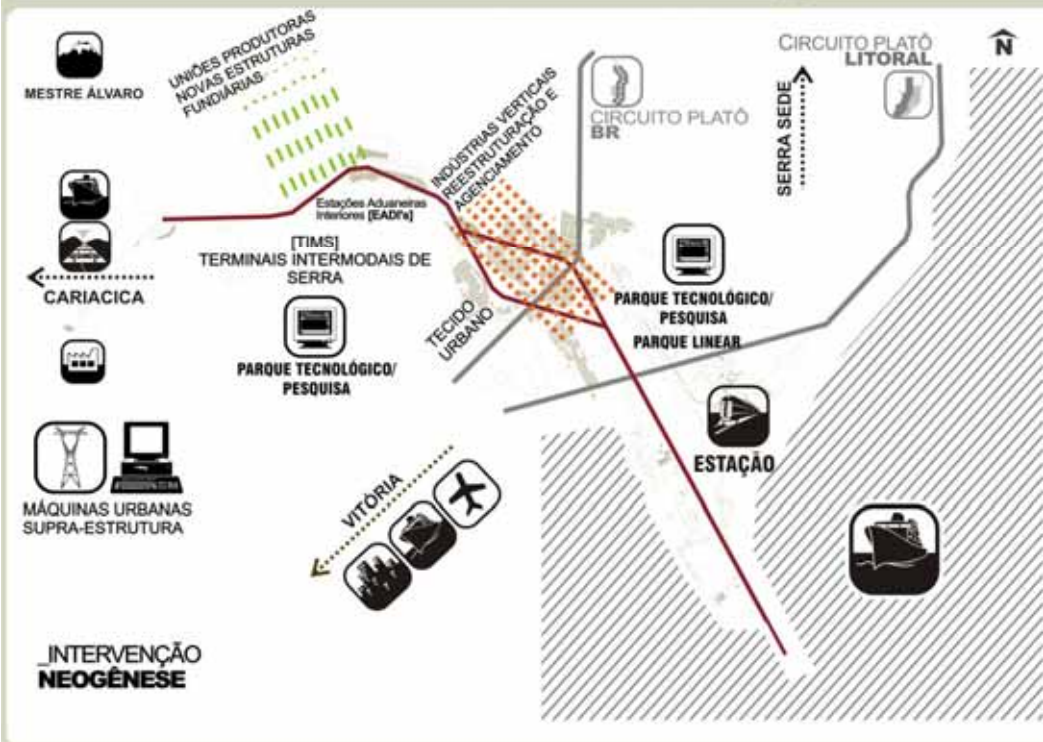 MESTRE ÁLVARO
UNIÕES PRODUTORAS
NOVAS ESTRUTURAS
FUNDIÁRIAS
INDÚSTRIAS VERTICAIS
REESTRUTURAÇÃO E
AGENCIAMENTO
CIRCUITO PLATÔ
BR
CIRCUITO PLATÔ
LITORAL
N
SERRA SEDE
Estações Aduaneiras
Interiores [EADI's]
[TIMS]
TERMINAIS INTERMODAIS DE
SERRA
CARIACICA
PARQUE TECNOLÓGICO/
PESQUISA
TECIDO
URBANO
PARQUE TECNOLÓGICO/
PESQUISA
PARQUE LINEAR
ESTAÇÃO
MÁQUINAS URBANAS
SUPRA-ESTRUTURA
VITÓRIA
_INTERVENÇÃO
NEOGÊNESE